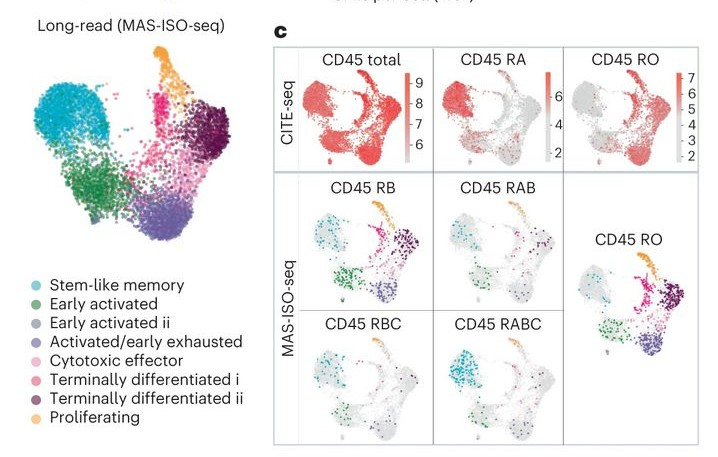 Long-read (MAS-ISO-seq)
c
CD45 total
CD45 RA
CD45 RO
CITE-seq
9
8
7
6
6
4
2
7
6
5
4
3
2
MAS-ISO-seq
CD45 RB
CD45 RAB
CD45 RO
CD45 RBC
CD45 RABC
Stem-like memory
Early activated
Early activated ii
Activated/early exhausted
Cytotoxic effector
Terminally differentiated i
Terminally differentiated ii
Proliferating